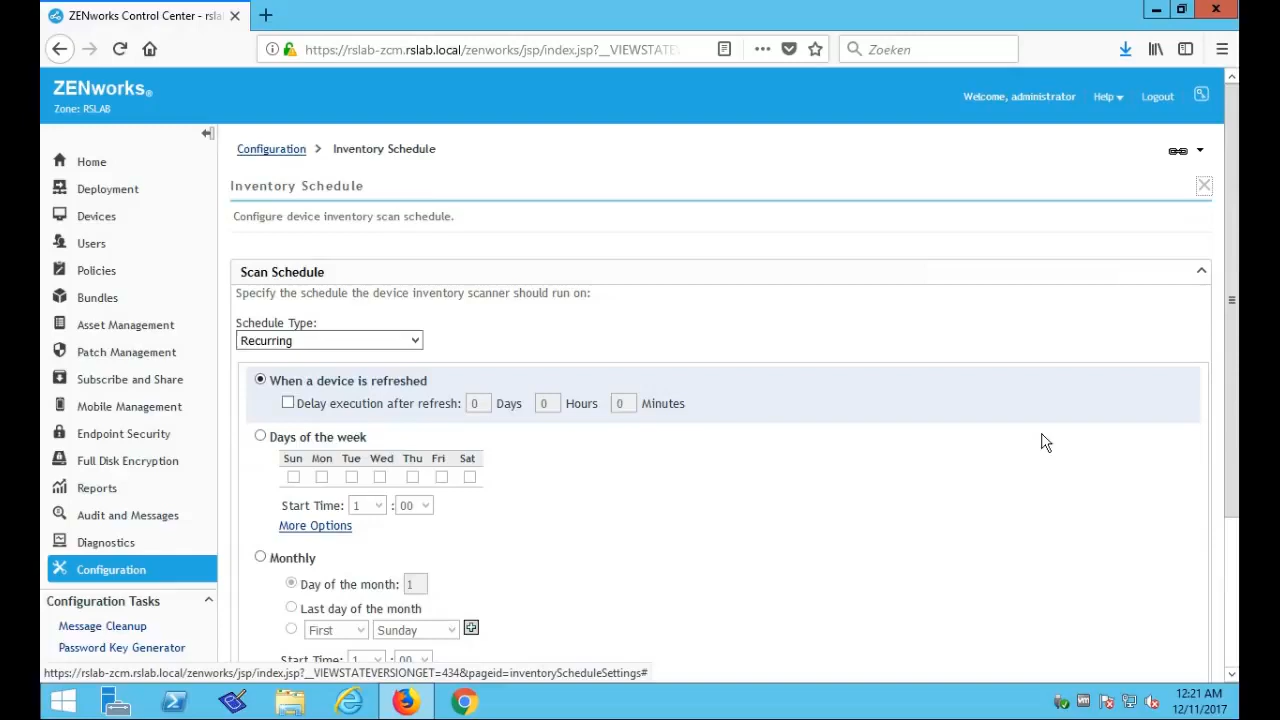 ZENworks Control Center - rsla
https://rslab-zcm.rslab.local/zenworks/jsp/index.jsp?__VIEWSTATEV
Zoeken
ZENworks
Zone: RSLAB
Welcome, administrator
Help
Logout
Home
Deployment
Devices
Users
Policies
Bundles
Asset Management
Patch Management
Subscribe and Share
Mobile Management
Endpoint Security
Full Disk Encryption
Reports
Audit and Messages
Diagnostics
Configuration
Configuration Tasks
Message Cleanup
Password Key Generator
Configuration > Inventory Schedule
Inventory Schedule
Configure device inventory scan schedule.
Scan Schedule
Specify the schedule the device inventory scanner should run on:
Schedule Type:
Recurring
When a device is refreshed
Delay execution after refresh: 0 Days 0 Hours 0 Minutes
Days of the week
Sun Mon Tue Wed Thu Fri Sat
Start Time: 1 : 00
More Options
Monthly
Day of the month: 1
Last day of the month
First Sunday
Start Time: 1 : 00
https://rslab-zcm.rslab.local/zenworks/jsp/index.jsp?__VIEWSTATEVERSIONGET=434&pageid=inventoryScheduleSettings#
12:21 AM
12/11/2017